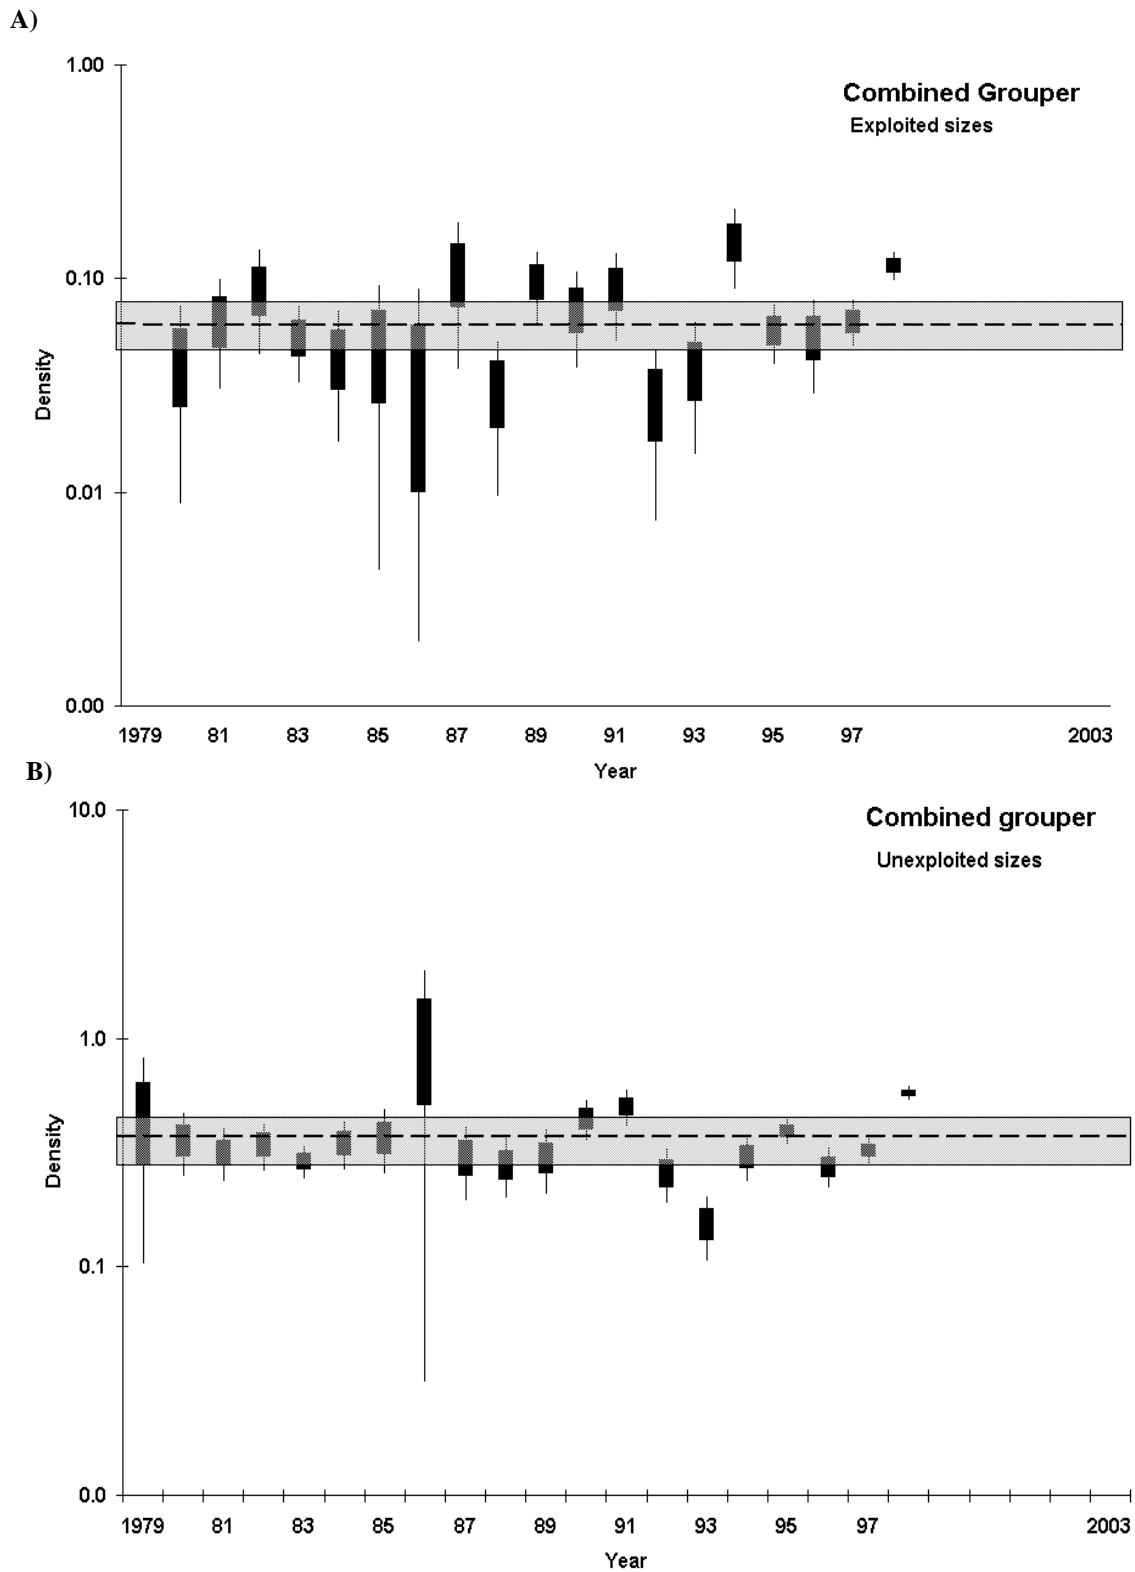 A)
1.00
Combined Grouper
Exploited sizes
0.10
Density
0.01
0.00
1979 81 83 85 87 89 91 93 95 97 2003
Year
B)
10.0
Combined grouper
Unexploited sizes
1.0
Density
0.1
0.0
1979 81 83 85 87 89 91 93 95 97 2003
Year